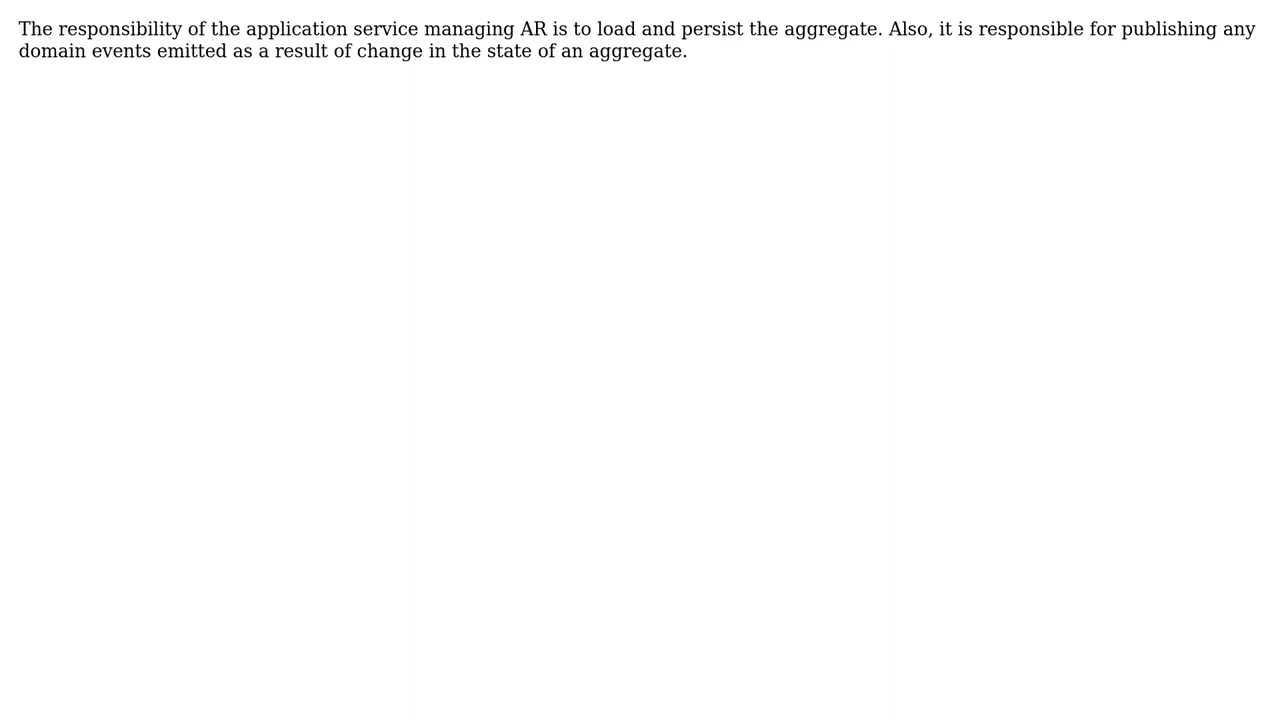 The responsibility of the application service managing AR is to load and persist the aggregate. Also, it is responsible for publishing any
domain events emitted as a result of change in the state of an aggregate.